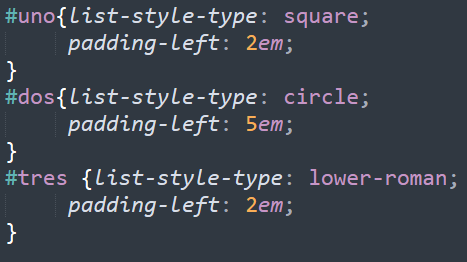 #uno{list-style-type: square;
padding-left: 2em;
}
#dos{list-style-type: circle;
padding-left: 5em;
}
#tres {list-style-type: lower-roman;
padding-left: 2em;
}